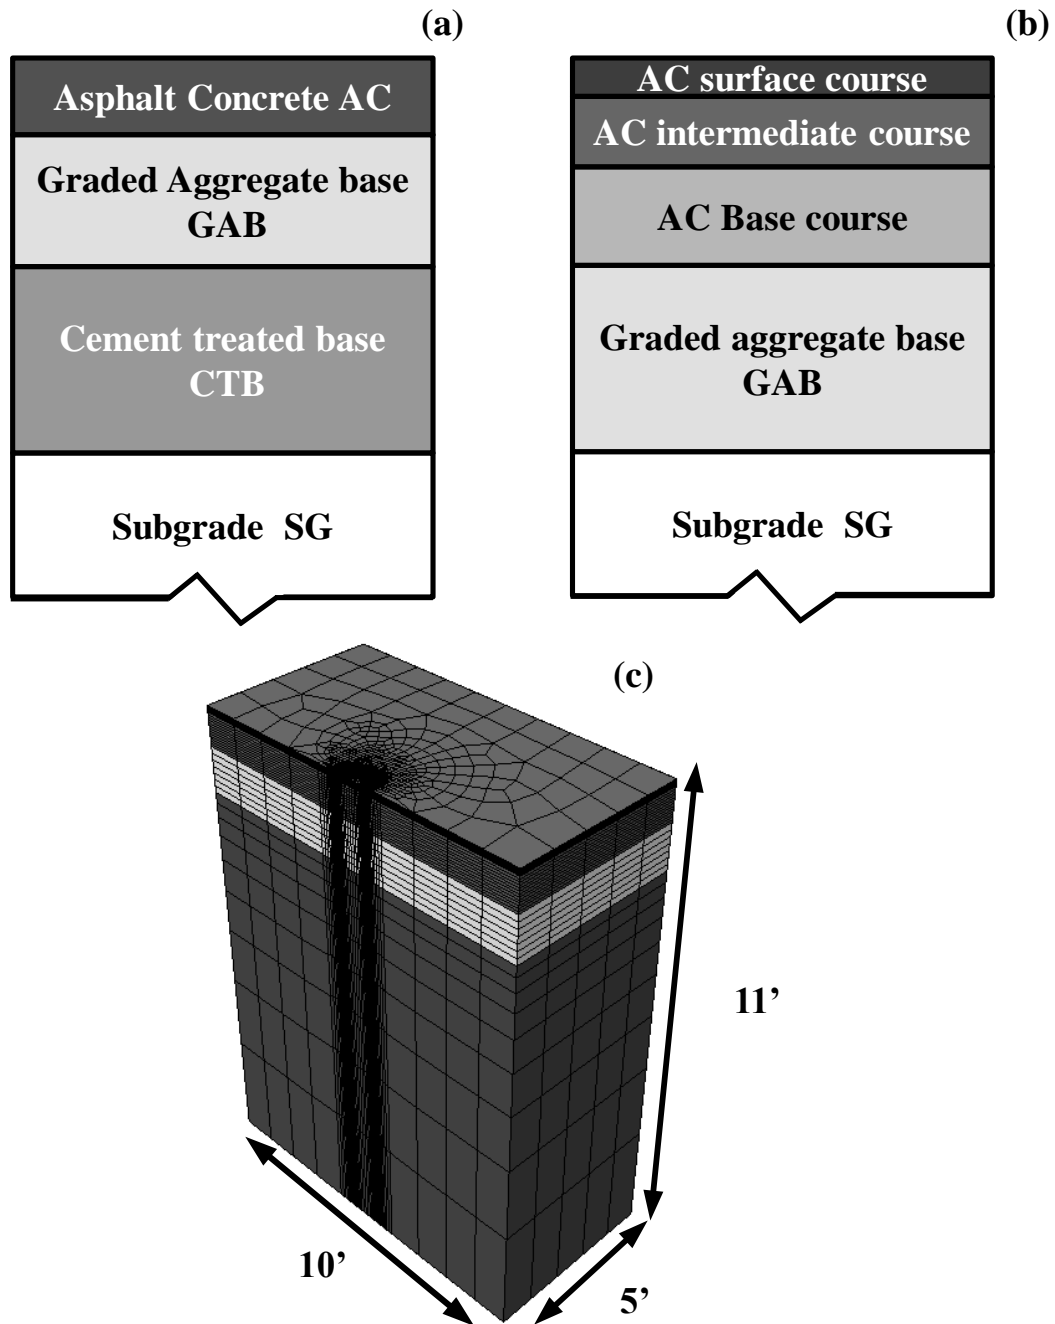 (a)
Asphalt Concrete AC
Graded Aggregate base
GAB
Cement treated base
CTB
Subgrade SG
(b)
AC surface course
AC intermediate course
AC Base course
Graded aggregate base
GAB
Subgrade SG
(c)
11’
10’
5’